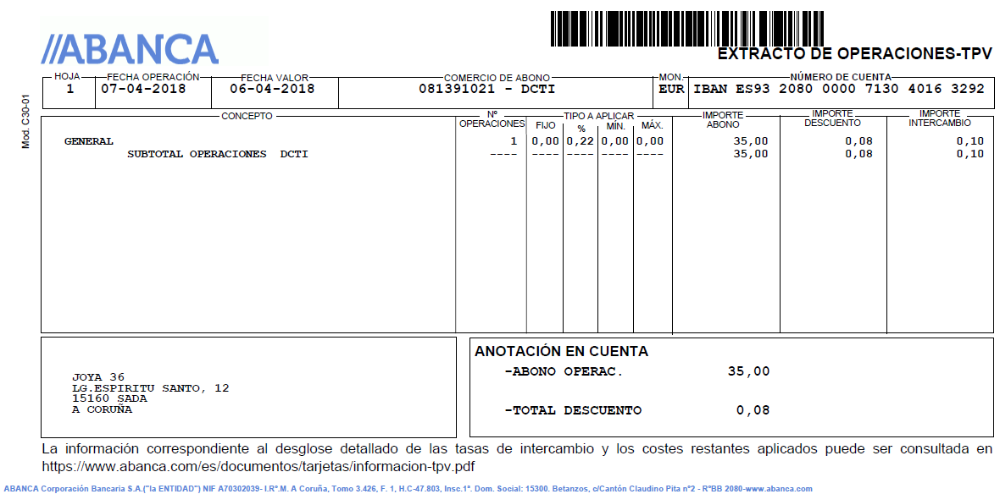 //ABANCA
EXTRACTO DE OPERACIONES-TPV
HOJA FECHA OPERACIÓN FECHA VALOR COMERCIO DE ABONO MON. NÚMERO DE CUENTA
1 07-04-2018 06-04-2018 081391021 - DCTI EUR IBAN ES93 2080 0000 7130 4016 3292
Mod. C30-01
CONCEPTO Nº OPERACIONES TIPO A APLICAR IMPORTE ABONO IMPORTE DESCUENTO IMPORTE INTERCAMBIO
FIJO % MÍN. MÁX.
GENERAL 1 0,00 0,22 0,00 0,00 35,00 0,08 0,10
SUBTOTAL OPERACIONES DCTI ---- ---- ---- ---- ---- 35,00 0,08 0,10
JOYA 36
LG.ESPIRITU SANTO, 12
15160 SADA
A CORUÑA
ANOTACIÓN EN CUENTA
-ABONO OPERAC. 35,00
-TOTAL DESCUENTO 0,08
La información correspondiente al desglose detallado de las tasas de intercambio y los costes restantes aplicados puede ser consultada en
https://www.abanca.com/es/documentos/tarjetas/informacion-tpv.pdf
ABANCA Corporación Bancaria S.A.("la ENTIDAD") NIF A70302039- I.Rº.M. A Coruña, Tomo 3.426, F. 1, H.C-47.803, Insc.1ª. Dom. Social: 15300. Betanzos, c/Cantón Claudino Pita nº2 - RºBB 2080-www.abanca.com